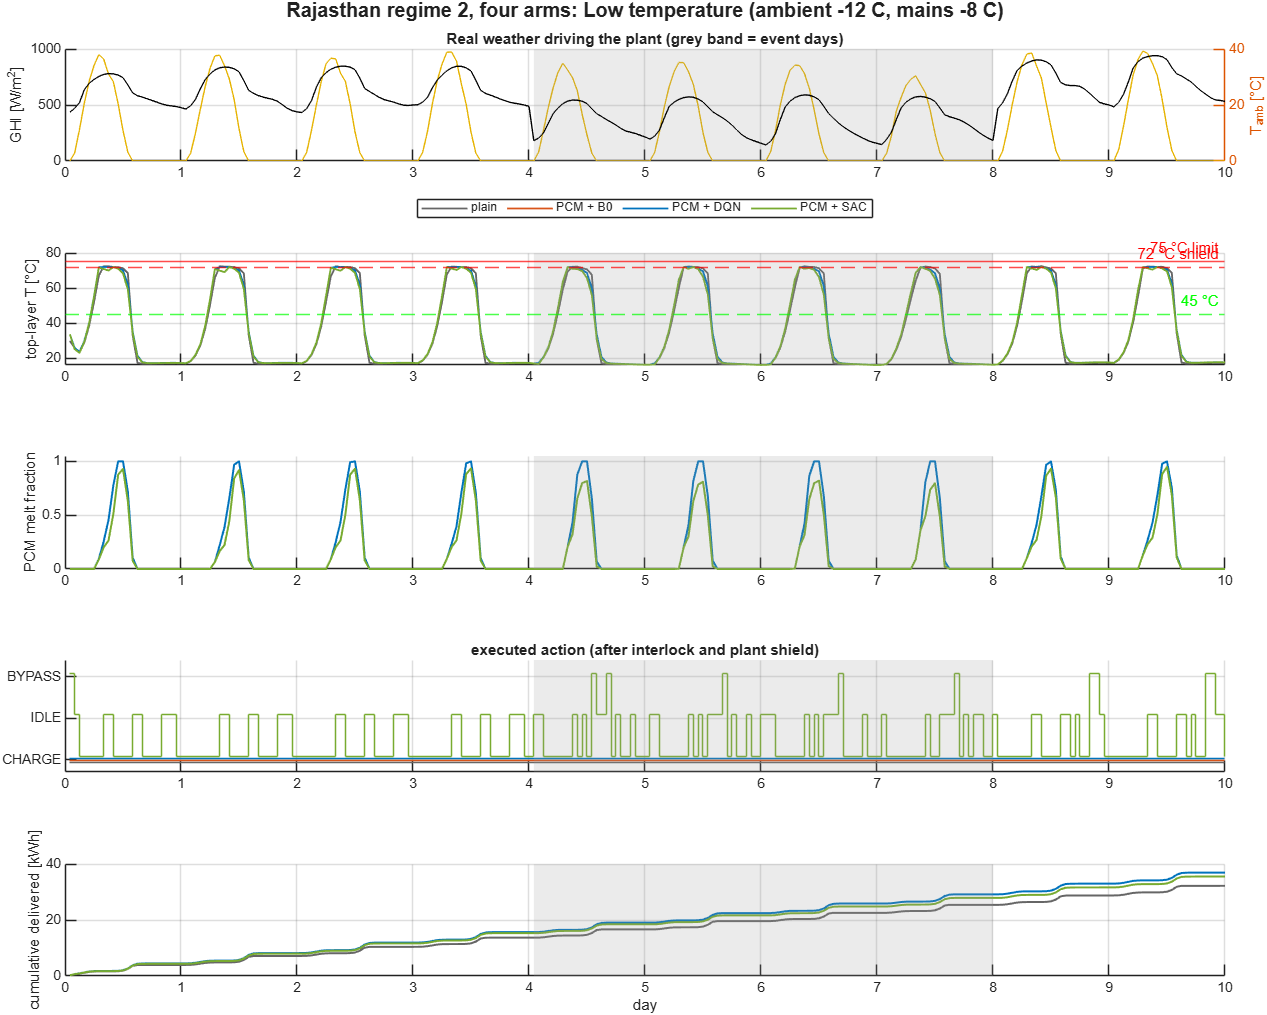 Rajasthan regime 2, four arms: Low temperature (ambient -12 C, mains -8 C)
Real weather driving the plant (grey band = event days)
GHI [W/m²]
1000
500
0
40
20
0
T_amb [°C]
0 1 2 3 4 5 6 7 8 9 10
plain PCM + B0 PCM + DQN PCM + SAC
top-layer T [°C]
80
60
40
20
75 °C limit
72 °C shield
45 °C
0 1 2 3 4 5 6 7 8 9 10
PCM melt fraction
1
0.5
0
0 1 2 3 4 5 6 7 8 9 10
executed action (after interlock and plant shield)
BYPASS
IDLE
CHARGE
0 1 2 3 4 5 6 7 8 9 10
cumulative delivered [kWh]
40
20
0
0 1 2 3 4 5 6 7 8 9 10
day